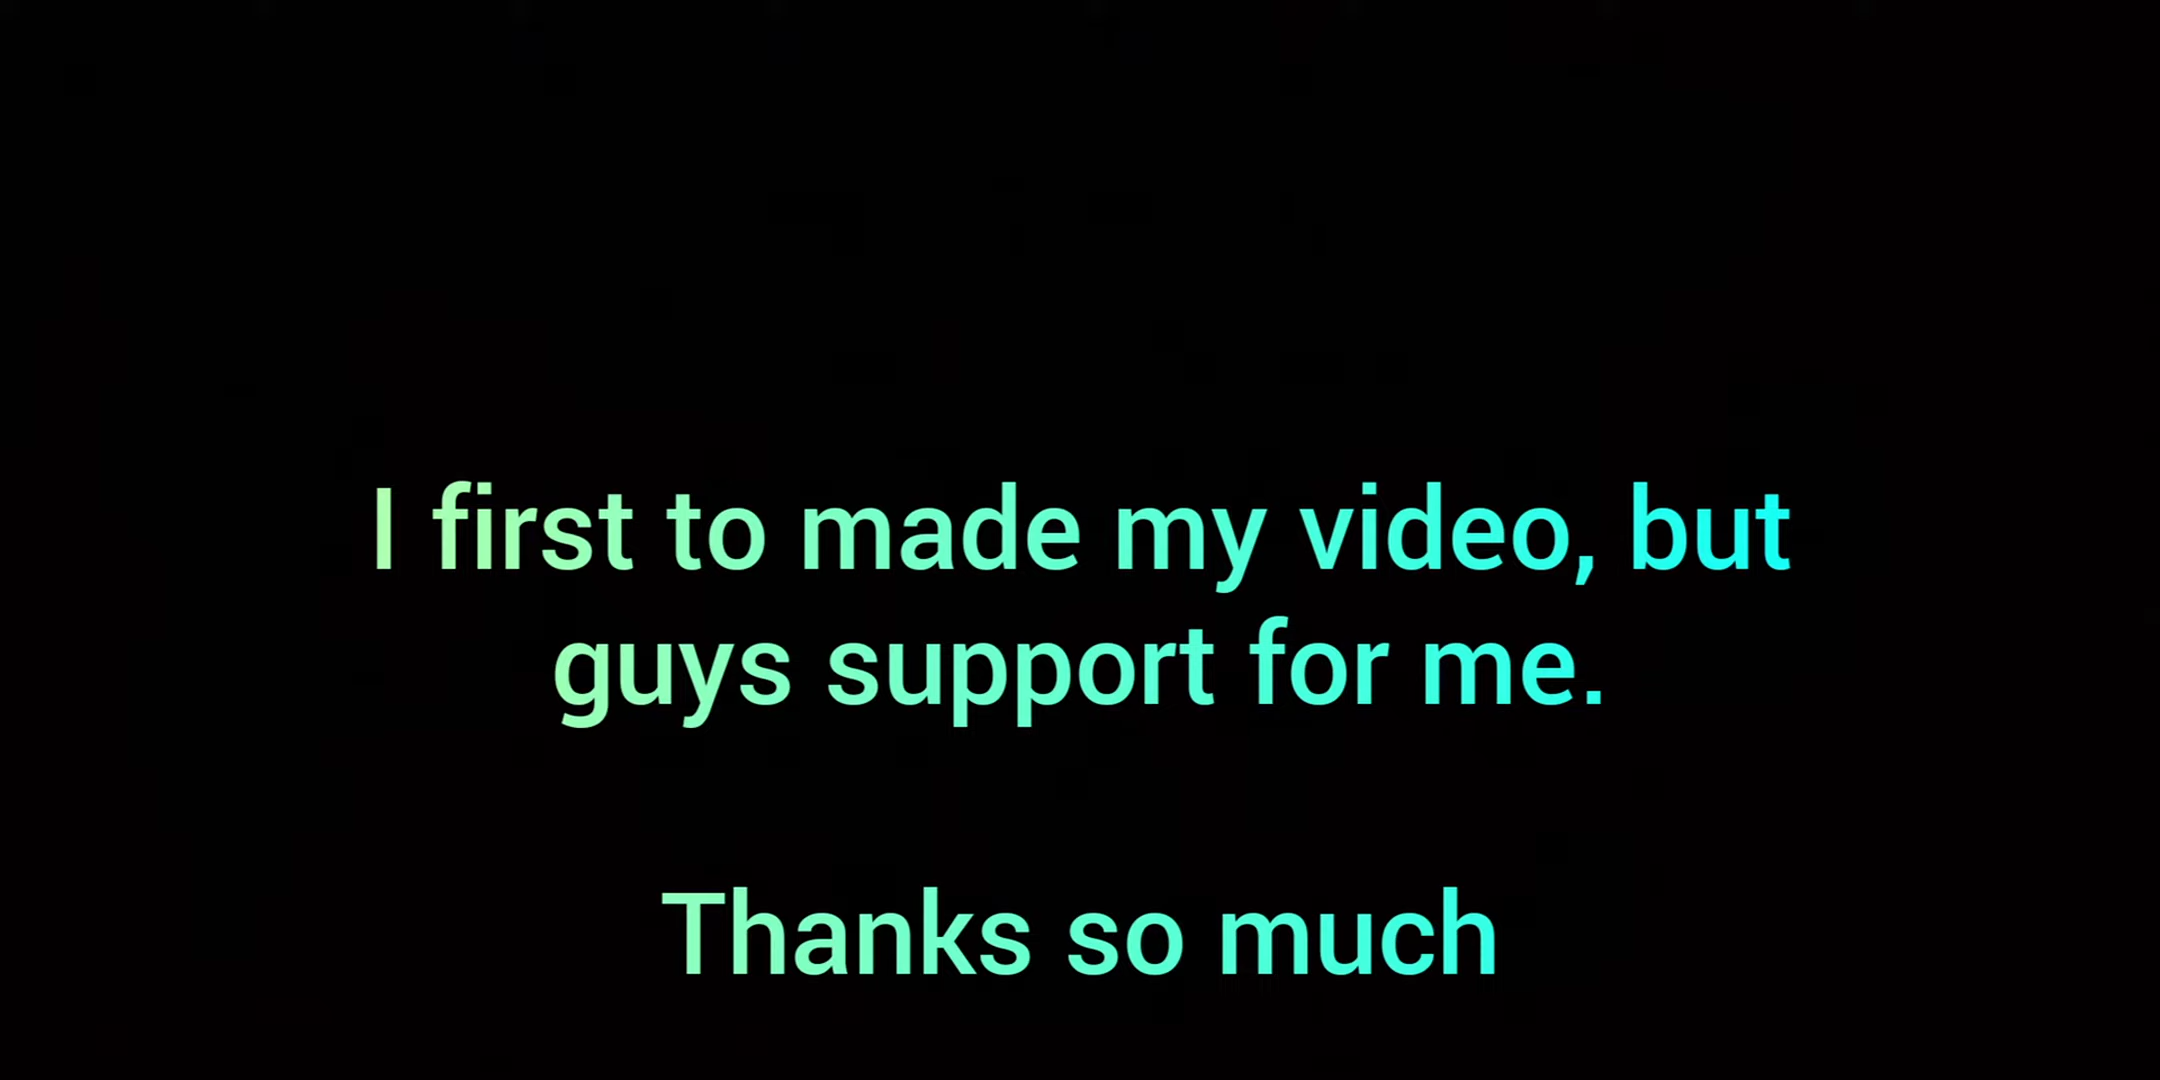 I first to made my video, but
guys support for me.
Thanks so much